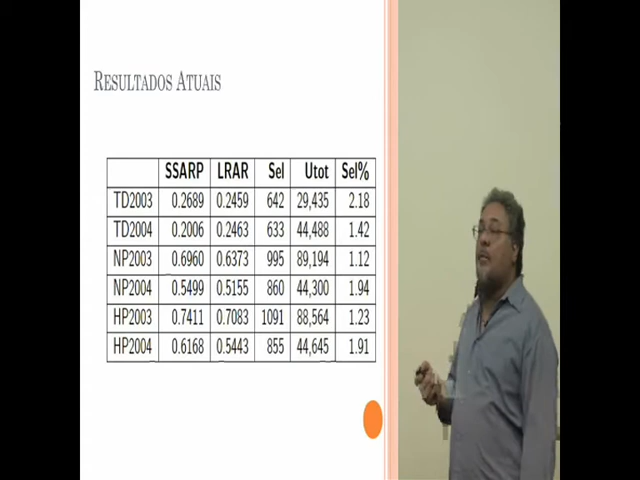 RESULTADOS ATUAIS
SSARP LRAR Sel Utot Sel%
TD2003 0.2689 0.2459 642 29,435 2.18
TD2004 0.2006 0.2463 633 44,488 1.42
NP2003 0.6960 0.6373 995 89,194 1.12
NP2004 0.5499 0.5155 860 44,300 1.94
HP2003 0.7411 0.7083 1091 88,564 1.23
HP2004 0.6168 0.5443 855 44,645 1.91